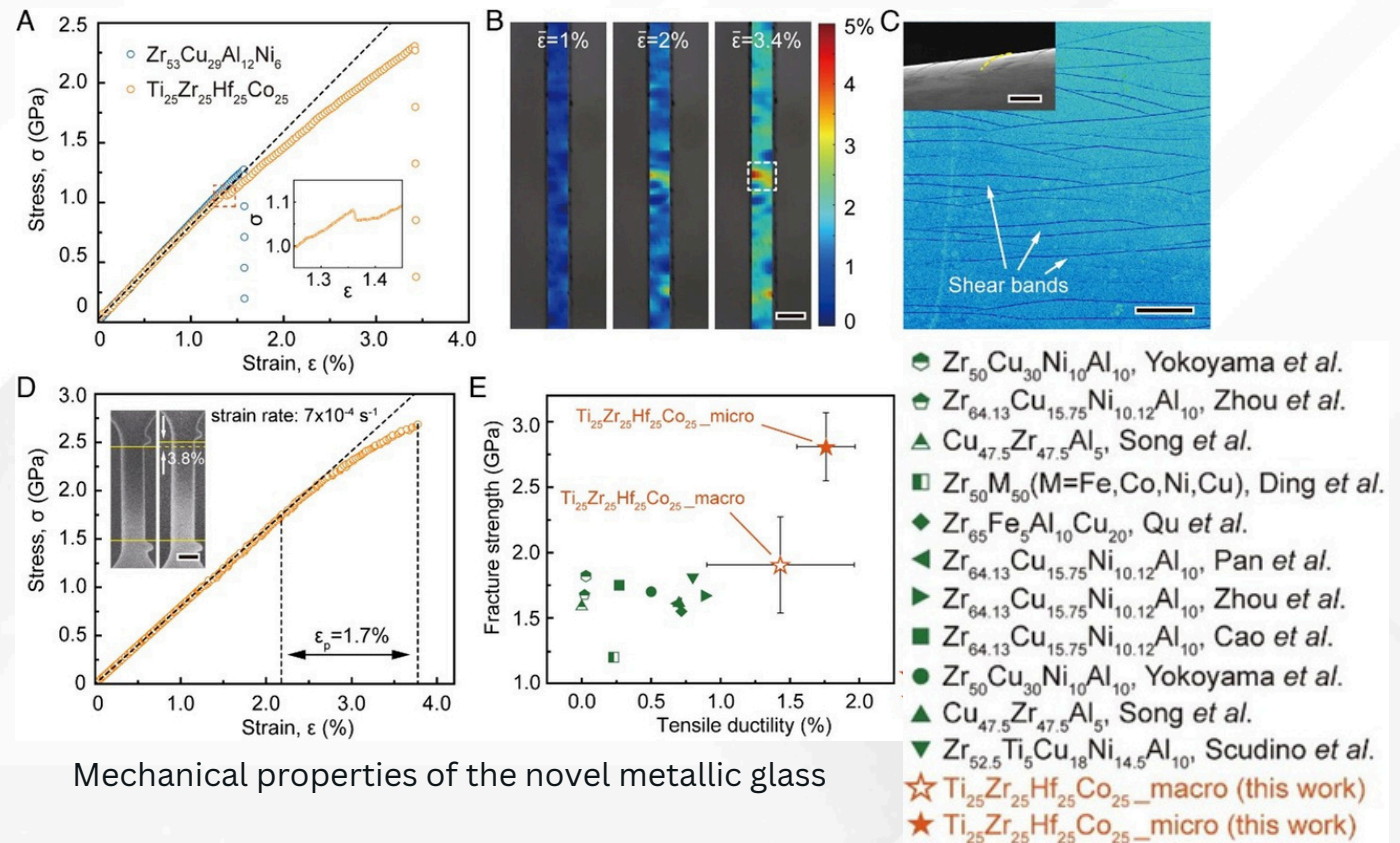 A
2.5
2.0
1.5
1.0
0.5
0
Stress, σ (GPa)
Zr53Cu29Al12Ni6
Ti25Zr25Hf25Co25
1.1
1.0
σ
1.3 1.4
ε
0 1.0 2.0 3.0 4.0
Strain, ε (%)
B
ε̄=1% ε̄=2% ε̄=3.4%
5%
4
3
2
1
0
C
Shear bands
D
3.0
2.5
2.0
1.5
1.0
0.5
0
Stress, σ (GPa)
strain rate: 7x10⁻⁴ s⁻¹
3.8%
εp=1.7%
0 1.0 2.0 3.0 4.0
Strain, ε (%)
E
3.0
2.5
2.0
1.5
1.0
Fracture strength (GPa)
Ti25Zr25Hf25Co25_micro
Ti25Zr25Hf25Co25_macro
0.0 0.5 1.0 1.5 2.0
Tensile ductility (%)
Zr50Cu30Ni10Al10, Yokoyama et al.
Zr64.13Cu15.75Ni10.12Al10, Zhou et al.
Cu47.5Zr47.5Al5, Song et al.
Zr50M50(M=Fe,Co,Ni,Cu), Ding et al.
Zr65Fe5Al10Cu20, Qu et al.
Zr64.13Cu15.75Ni10.12Al10, Pan et al.
Zr64.13Cu15.75Ni10.12Al10, Zhou et al.
Zr64.13Cu15.75Ni10.12Al10, Cao et al.
Zr50Cu30Ni10Al10, Yokoyama et al.
Cu47.5Zr47.5Al5, Song et al.
Zr52.5Ti5Cu18Ni14.5Al10, Scudino et al.
Ti25Zr25Hf25Co25_macro (this work)
Ti25Zr25Hf25Co25_micro (this work)
Mechanical properties of the novel metallic glass